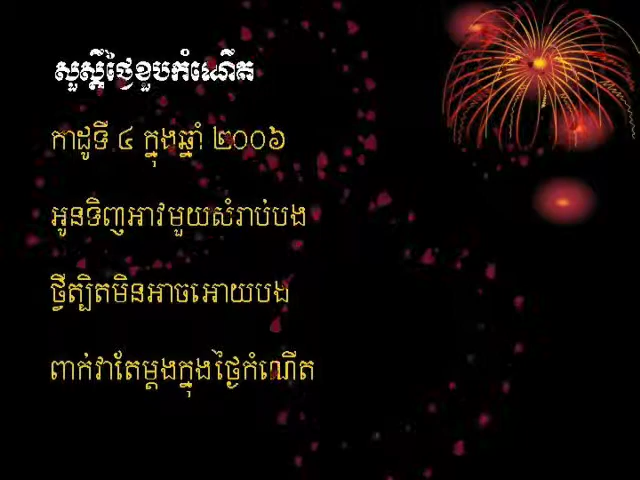 សួស្តីថ្ងៃខួបកំណើត
កាដូទី ៤ ក្នុងឆ្នាំ ២០០៦
អូនទិញអាវមួយសំរាប់បង
ថ្វីត្បិតមិនអាចអោយបង
ពាក់វាតែម្តងក្នុងថ្ងៃកំណើត